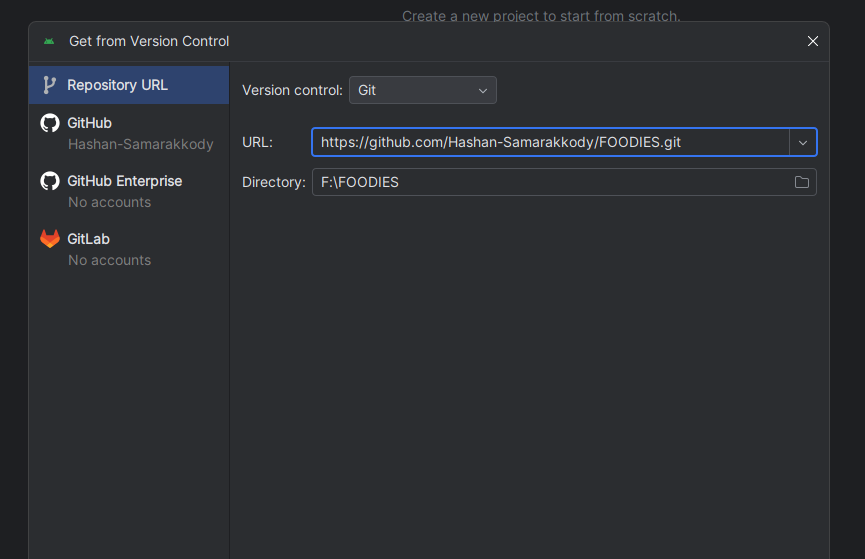 Create a new project to start from scratch.
Get from Version Control
Repository URL
GitHub
Hashan-Samarakkody
GitHub Enterprise
No accounts
GitLab
No accounts
Version control: Git
URL: https://github.com/Hashan-Samarakkody/FOODIES.git
Directory: F:\FOODIES